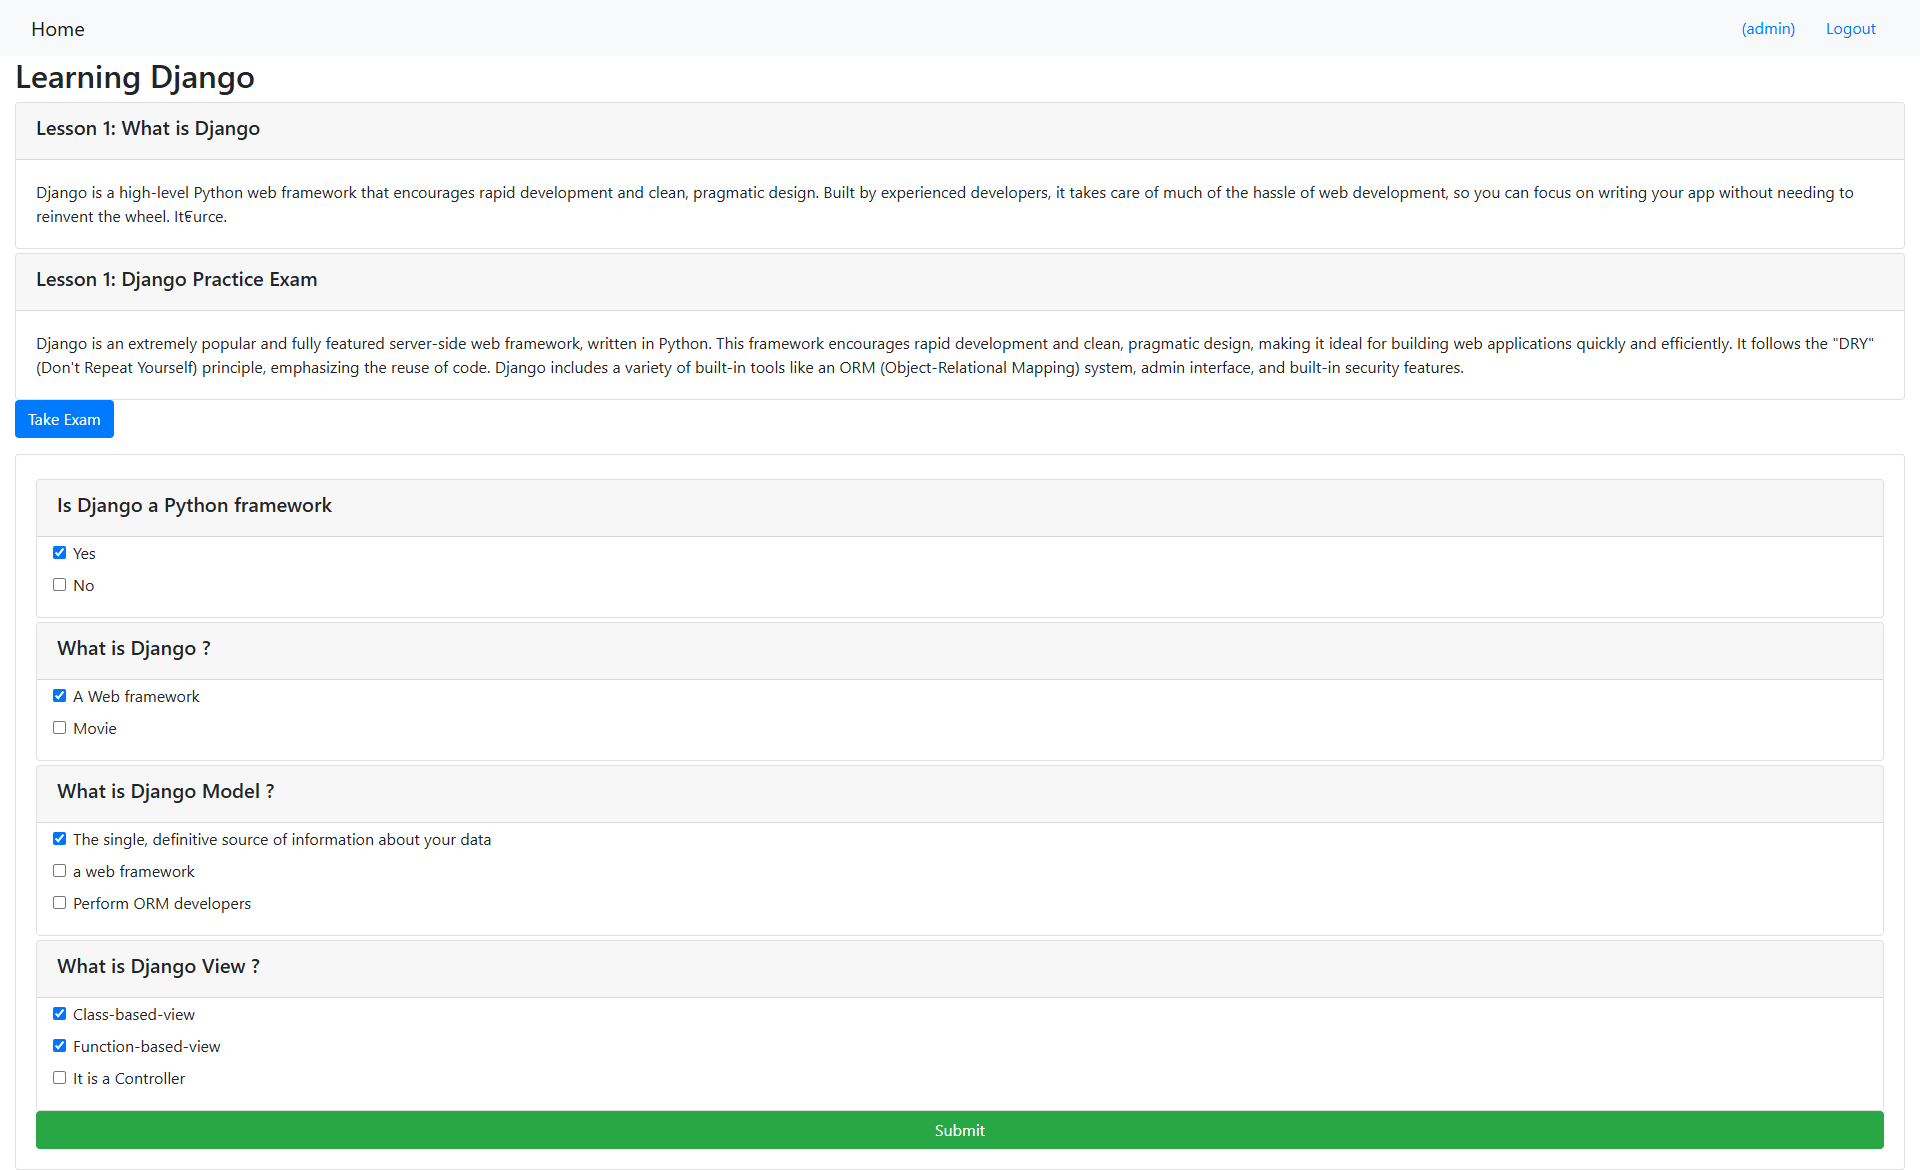 Home
(admin) Logout
Learning Django
Lesson 1: What is Django
Django is a high-level Python web framework that encourages rapid development and clean, pragmatic design. Built by experienced developers, it takes care of much of the hassle of web development, so you can focus on writing your app without needing to
reinvent the wheel.
Lesson 1: Django Practice Exam
Django is an extremely popular and fully featured server-side web framework, written in Python. This framework encourages rapid development and clean, pragmatic design, making it ideal for building web applications quickly and efficiently. It follows the "DRY"
(Don't Repeat Yourself) principle, emphasizing the reuse of code. Django includes a variety of built-in tools like an ORM (Object-Relational Mapping) system, admin interface, and built-in security features.
Take Exam
Is Django a Python framework
Yes
No
What is Django ?
A Web framework
Movie
What is Django Model ?
The single, definitive source of information about your data
a web framework
Perform ORM developers
What is Django View ?
Class-based-view
Function-based-view
It is a Controller
Submit